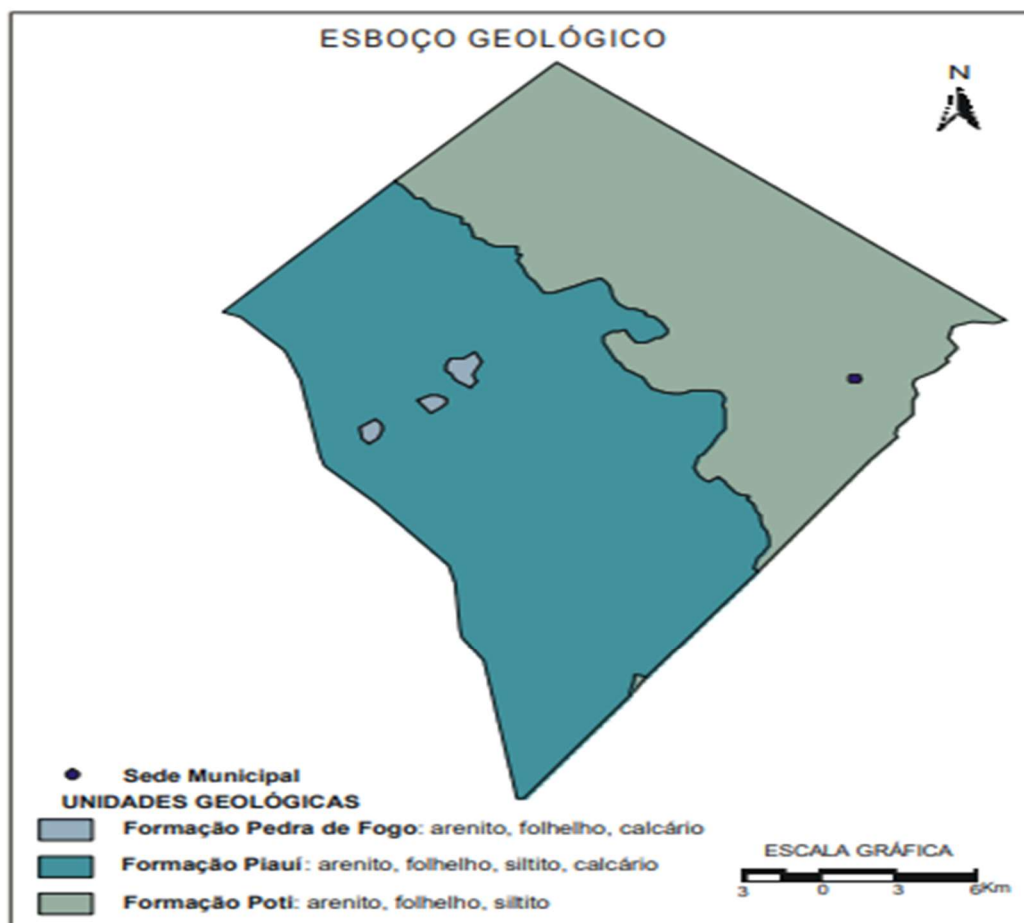 ESBOÇO GEOLÓGICO
N
Sede Municipal
UNIDADES GEOLÓGICAS
Formação Pedra de Fogo: arenito, folhelho, calcário
Formação Piauí: arenito, folhelho, siltito, calcário
Formação Poti: arenito, folhelho, siltito
ESCALA GRÁFICA
3 0 3 6Km